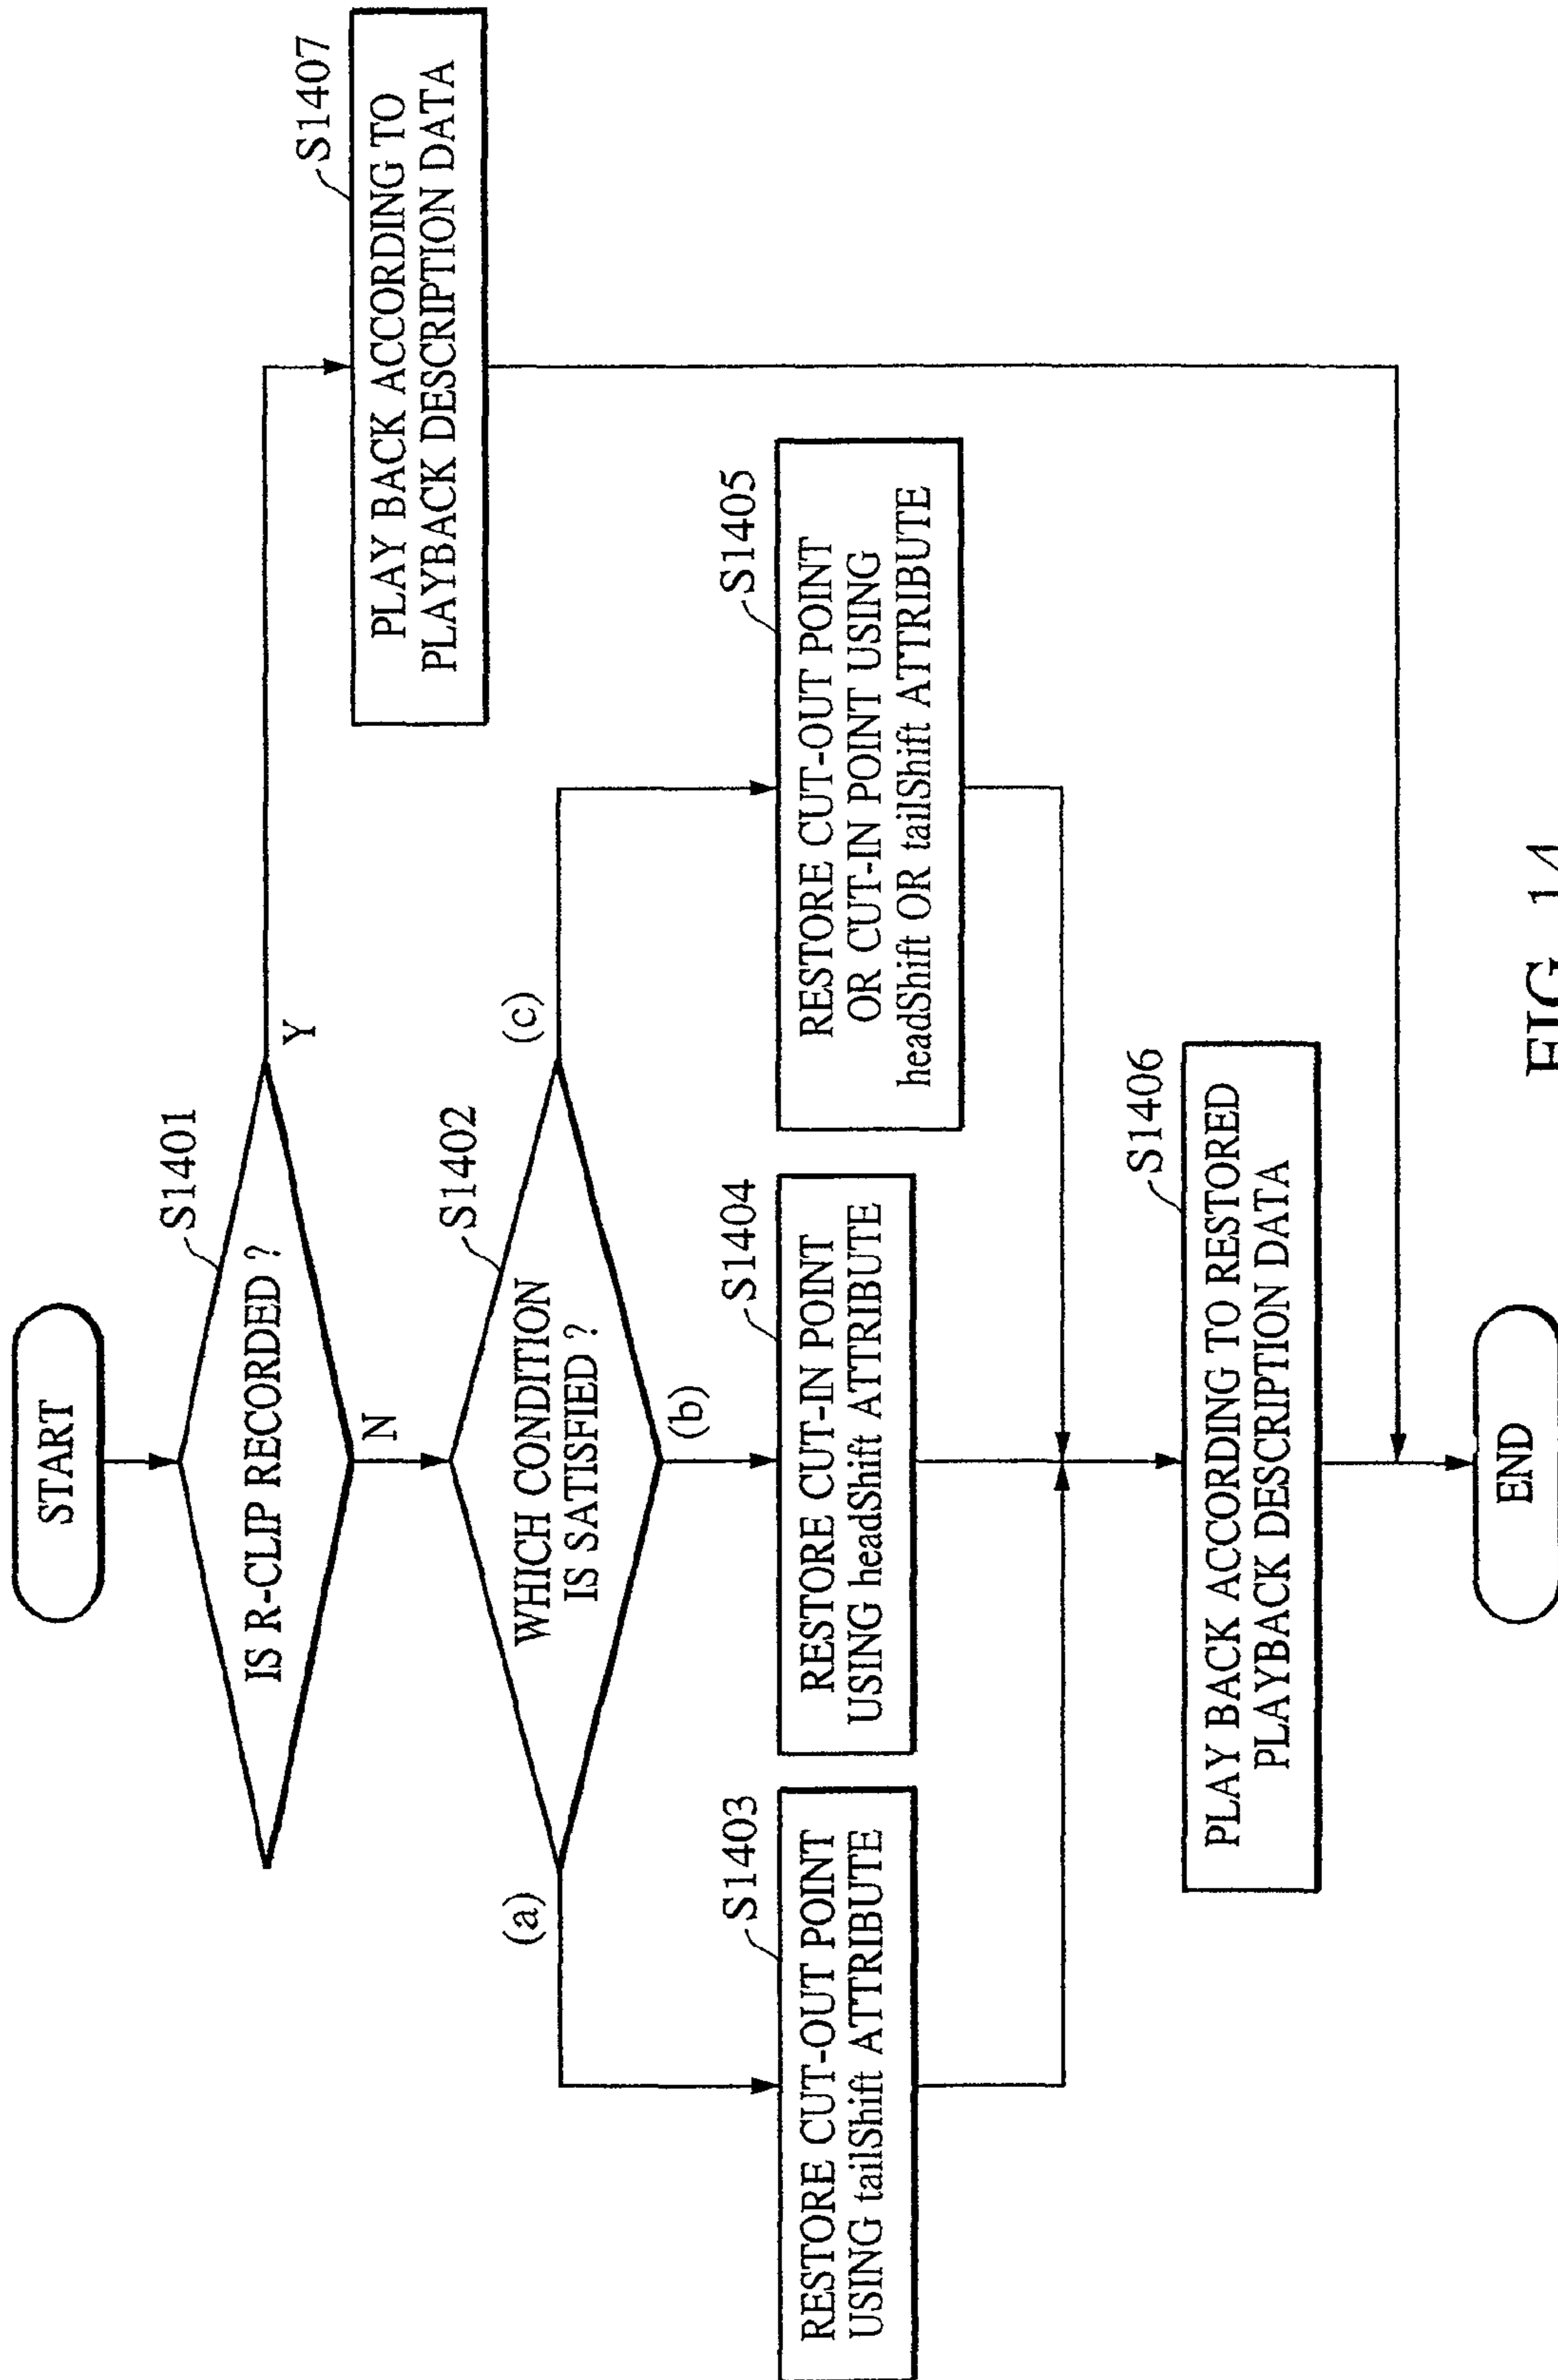 START
S1401
IS R-CLIP RECORDED ?
Y
N
S1402
WHICH CONDITION
IS SATISFIED ?
(a)
(b)
(c)
S1403
RESTORE CUT-OUT POINT
USING tailShift ATTRIBUTE
S1404
RESTORE CUT-IN POINT
USING headShift ATTRIBUTE
S1405
RESTORE CUT-OUT POINT
OR CUT-IN POINT USING
headShift OR tailShift ATTRIBUTE
S1407
PLAY BACK ACCORDING TO
PLAYBACK DESCRIPTION DATA
S1406
PLAY BACK ACCORDING TO RESTORED
PLAYBACK DESCRIPTION DATA
END
FIG. 14